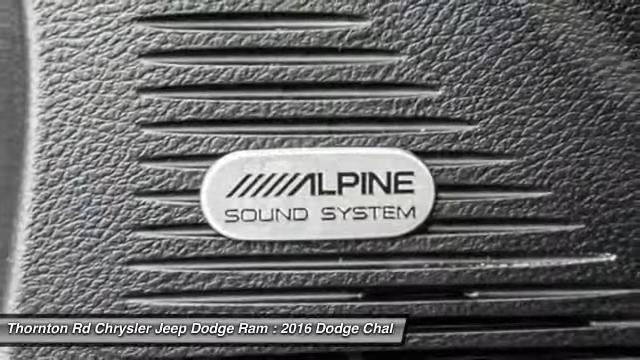 ALPINE
SOUND SYSTEM
Thornton Rd Chrysler Jeep Dodge Ram : 2016 Dodge Chal